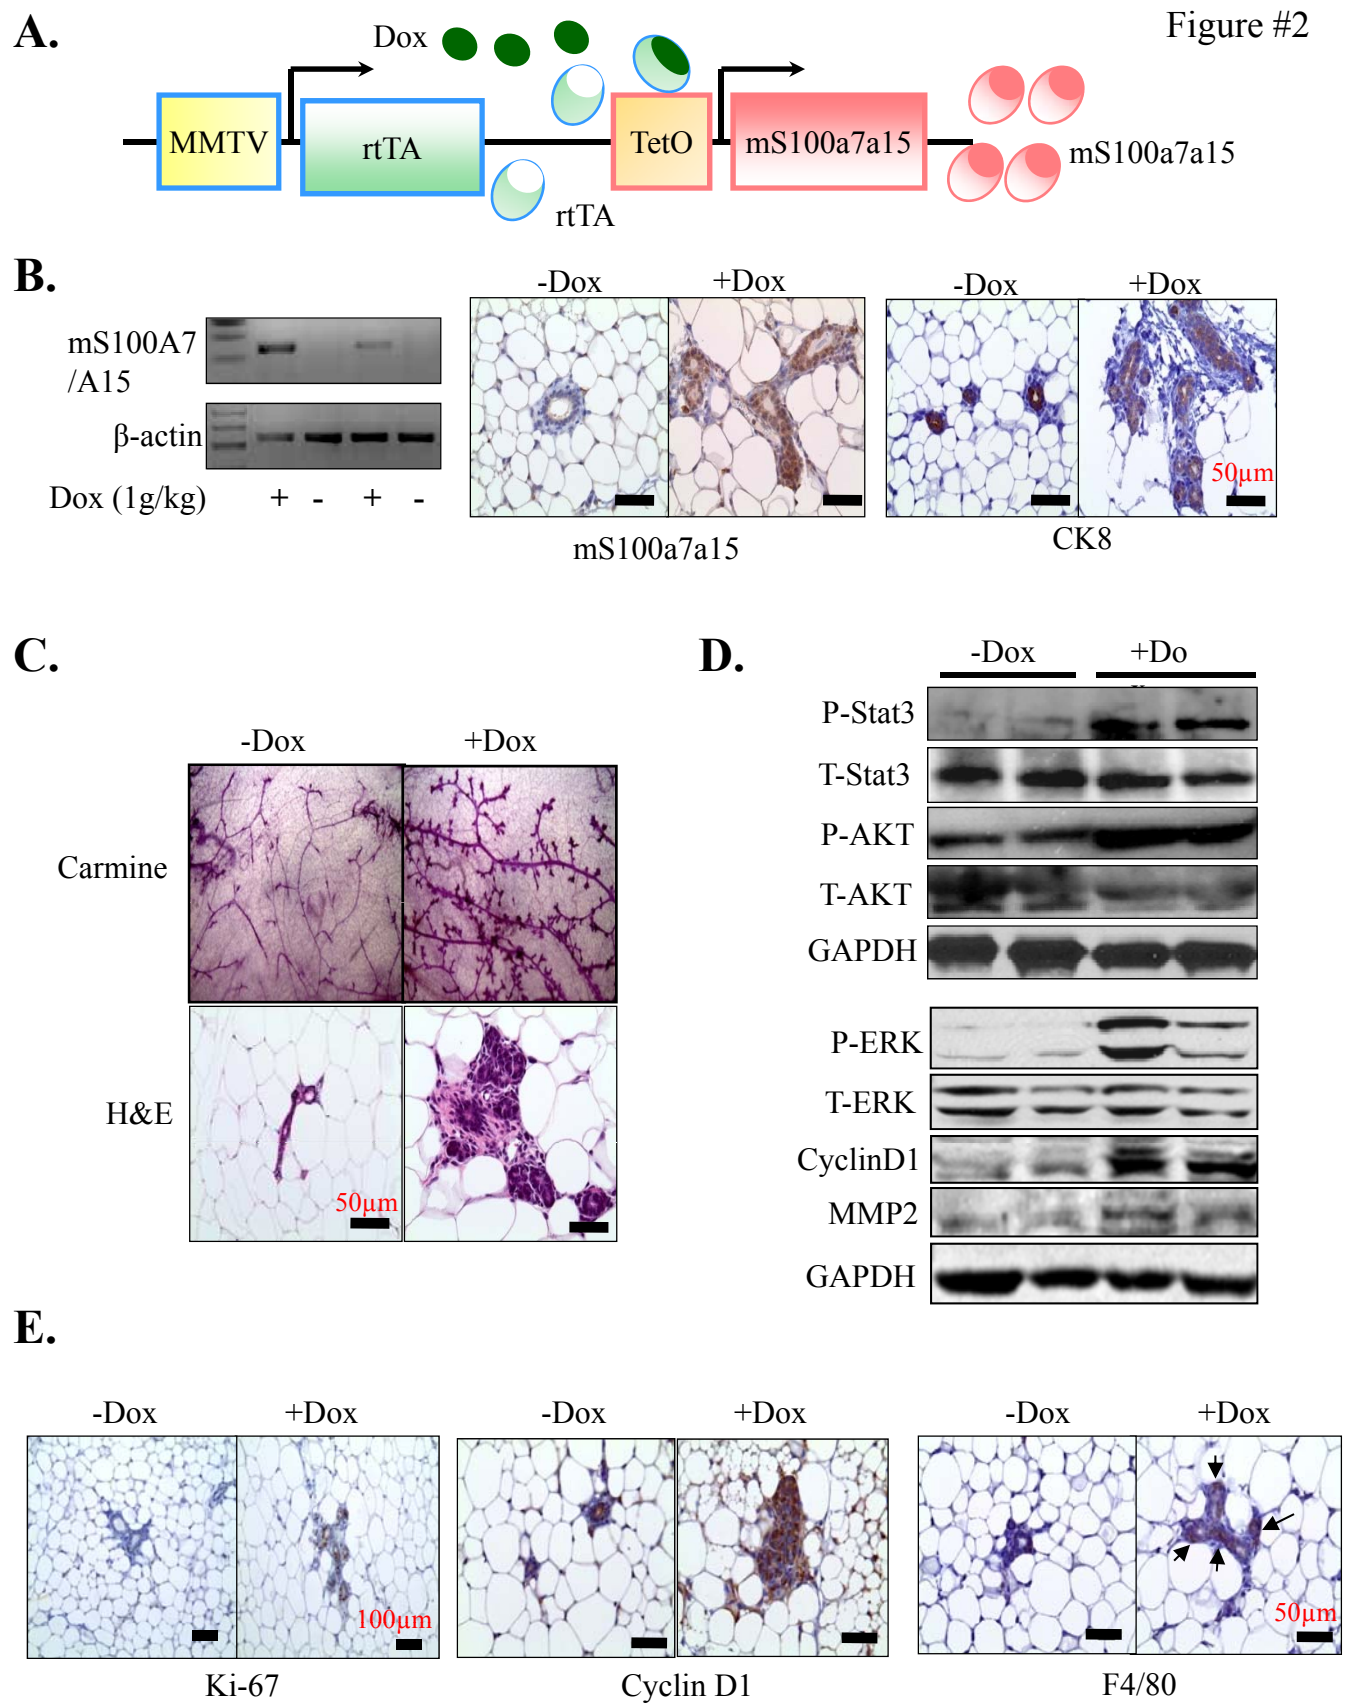 Figure #2
A.
Dox
MMTV
rtTA
TetO
mS100a7a15
mS100a7a15
rtTA
B.
-Dox
+Dox
-Dox
+Dox
mS100A7
/A15
β-actin
Dox (1g/kg)
+ - + -
50µm
mS100a7a15
CK8
C.
-Dox
+Dox
Carmine
H&E
50µm
D.
-Dox
+Do
x
P-Stat3
T-Stat3
P-AKT
T-AKT
GAPDH
P-ERK
T-ERK
CyclinD1
MMP2
GAPDH
E.
-Dox
+Dox
-Dox
+Dox
-Dox
+Dox
100µm
50µm
Ki-67
Cyclin D1
F4/80